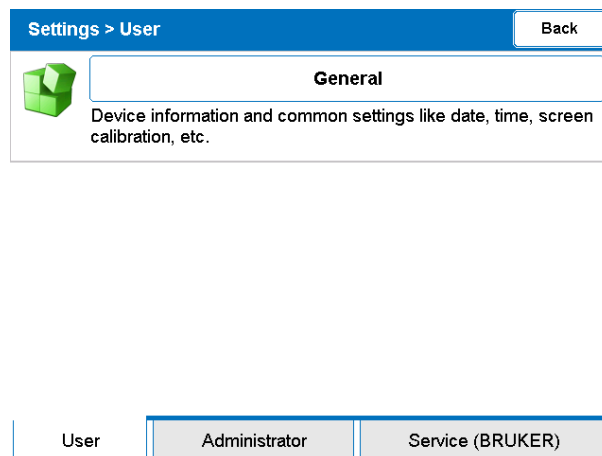 Settings > User
Back
General
Device information and common settings like date, time, screen
calibration, etc.
User
Administrator
Service (BRUKER)